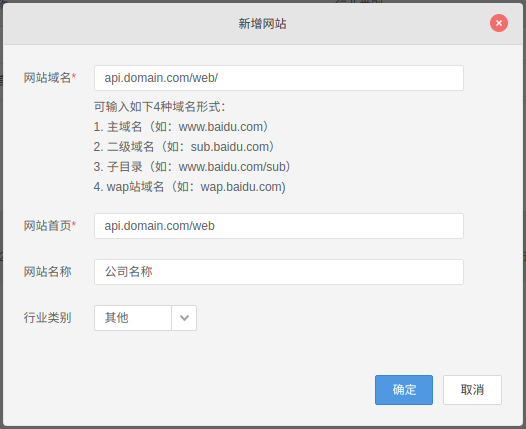 新增网站
网站域名* api.domain.com/web/
可输入如下4种域名形式：
1. 主域名（如：www.baidu.com）
2. 二级域名（如：sub.baidu.com）
3. 子目录（如：www.baidu.com/sub）
4. wap站域名（如：wap.baidu.com)
网站首页* api.domain.com/web
网站名称 公司名称
行业类别 其他
确定 取消